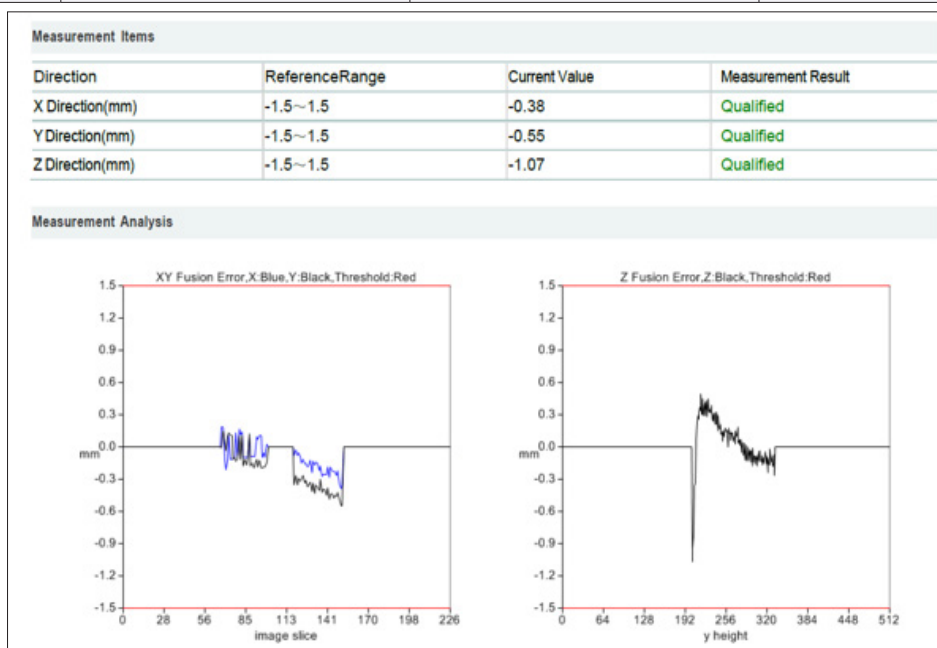 Measurement Items
Direction ReferenceRange Current Value Measurement Result
X Direction(mm) -1.5~1.5 -0.38 Qualified
Y Direction(mm) -1.5~1.5 -0.55 Qualified
Z Direction(mm) -1.5~1.5 -1.07 Qualified
Measurement Analysis
XY Fusion Error,X:Blue,Y:Black,Threshold:Red
1.5
1.2
0.9
0.6
0.3
0.0
mm
-0.3
-0.6
-0.9
-1.2
-1.5
0 28 56 85 113 141 170 198 226
image slice
Z Fusion Error,Z:Black,Threshold:Red
1.5
1.2
0.9
0.6
0.3
0.0
mm
-0.3
-0.6
-0.9
-1.2
-1.5
0 64 128 192 256 320 384 448 512
y height